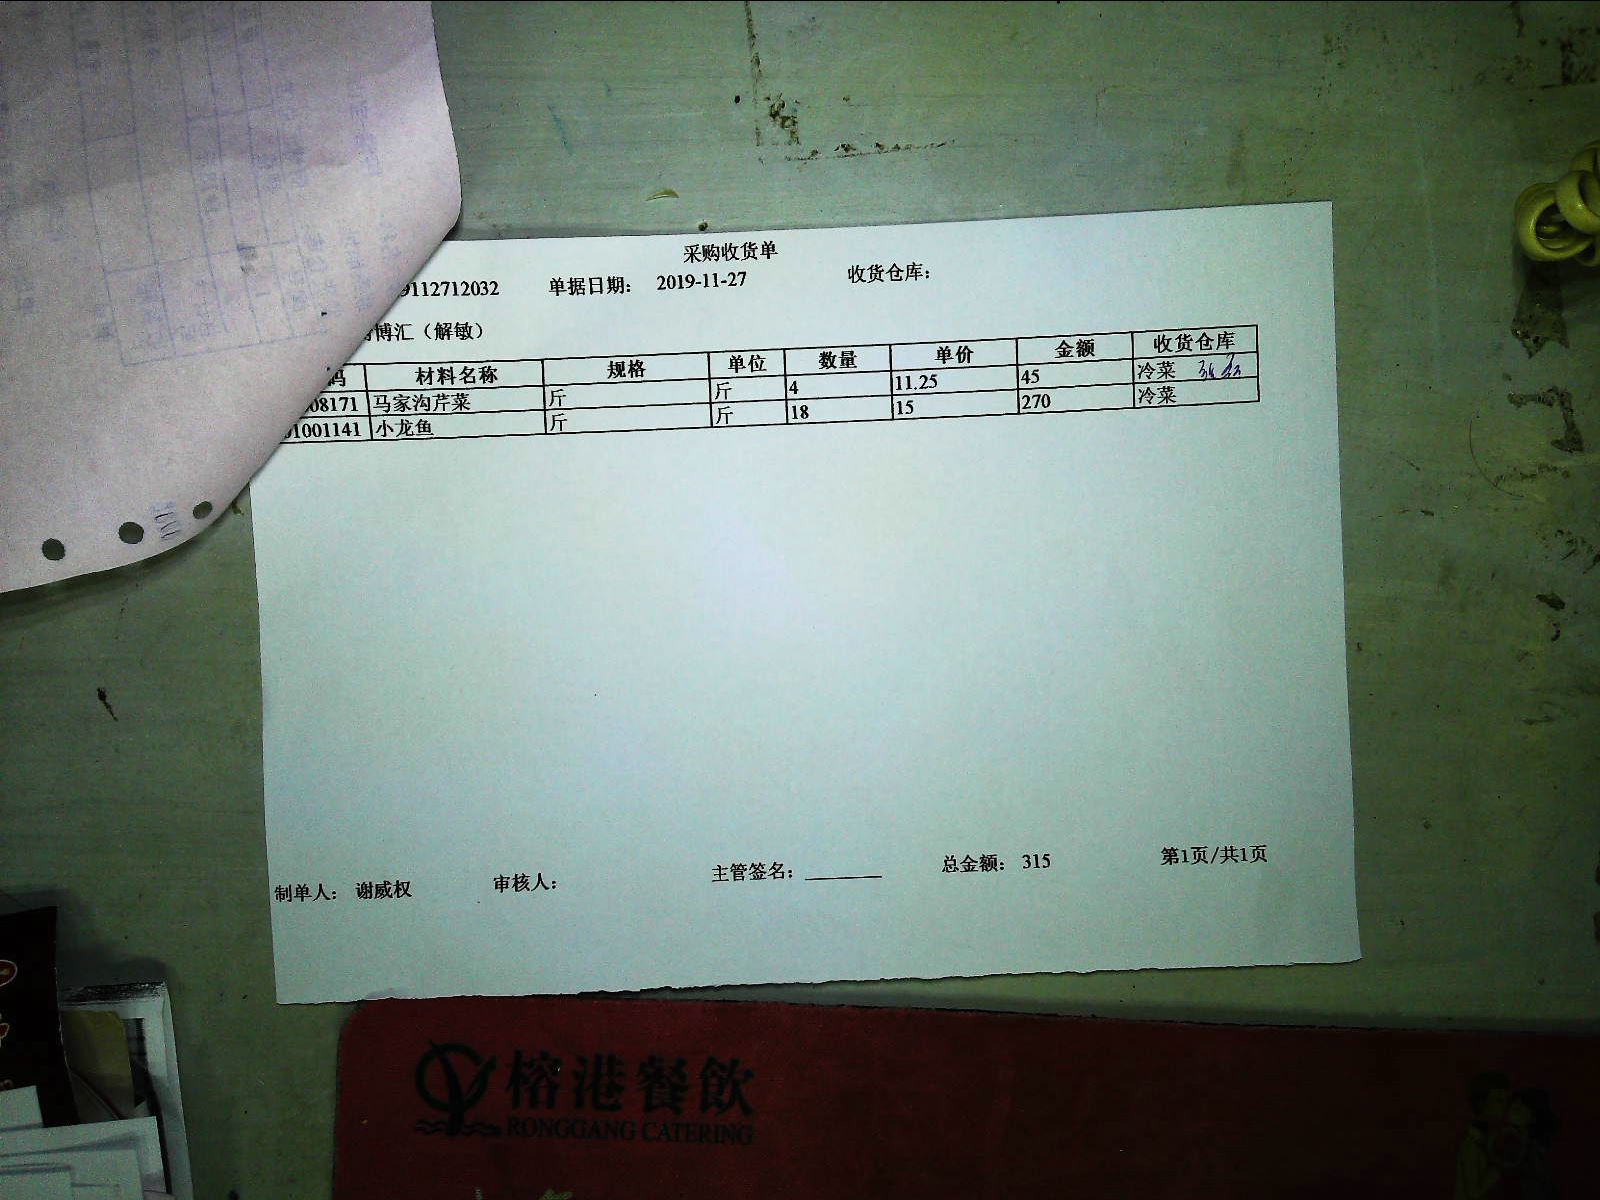 采购收货单
9112712032 单据日期： 2019-11-27 收货仓库：
博汇（解敏）
码 材料名称 规格 单位 数量 单价 金额 收货仓库
08171 马家沟芹菜 斤 斤 4 11.25 45 冷菜
01001141 小龙鱼 斤 斤 18 15 270 冷菜
制单人： 谢威权 审核人： 主管签名： 总金额： 315 第1页/共1页
榕港餐飲
RONGGANG CATERING